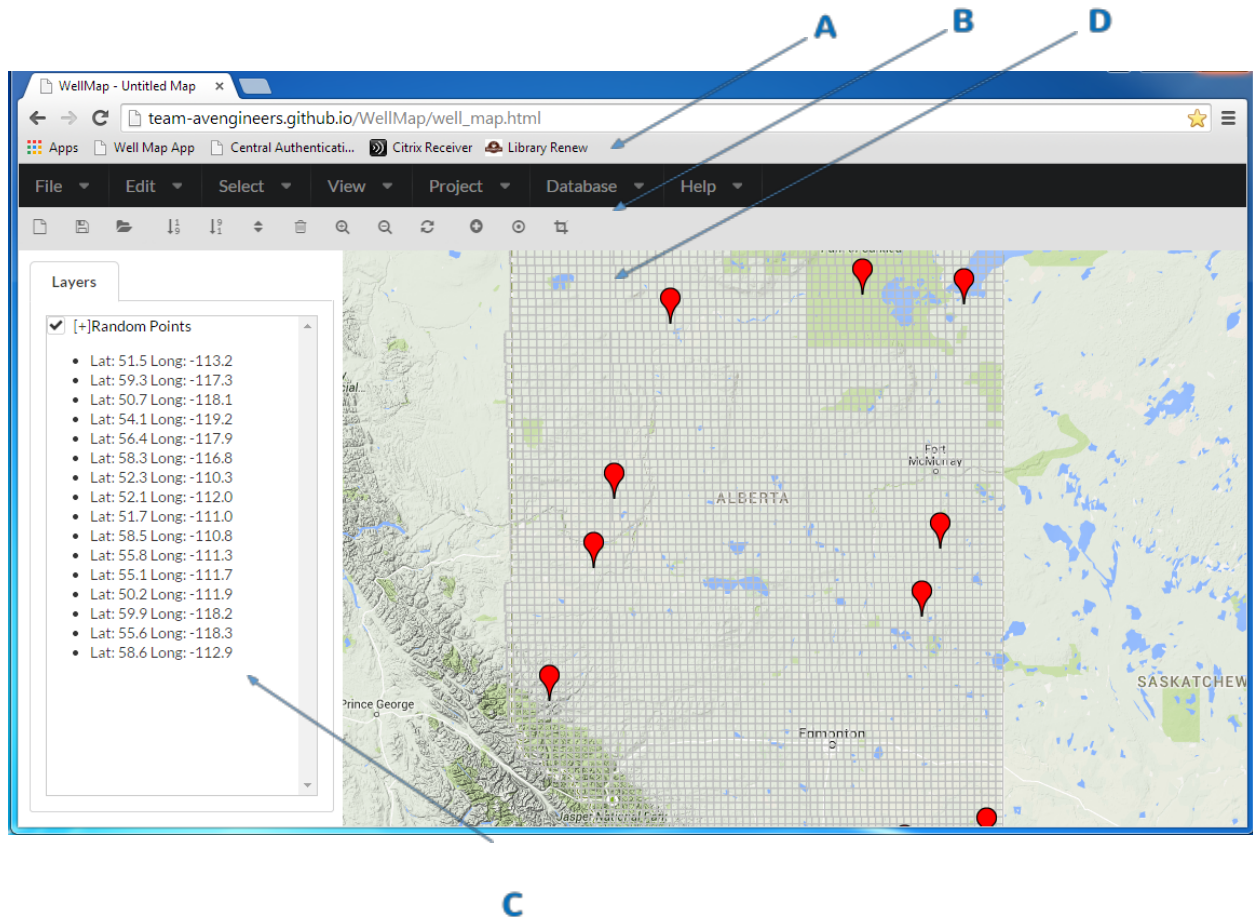 A
B
D
WellMap - Untitled Map
team-avengineers.github.io/WellMap/well_map.html
Apps Well Map App Central Authenticati... Citrix Receiver Library Renew
File Edit Select View Project Database Help
Layers
[+]Random Points
Lat: 51.5 Long: -113.2
Lat: 59.3 Long: -117.3
Lat: 50.7 Long: -118.1
Lat: 54.1 Long: -119.2
Lat: 56.4 Long: -117.9
Lat: 58.3 Long: -116.8
Lat: 52.3 Long: -110.3
Lat: 52.1 Long: -112.0
Lat: 51.7 Long: -111.0
Lat: 58.5 Long: -110.8
Lat: 55.8 Long: -111.3
Lat: 55.1 Long: -111.7
Lat: 50.2 Long: -111.9
Lat: 59.9 Long: -118.2
Lat: 55.6 Long: -118.3
Lat: 58.6 Long: -112.9
Fort
McMurray
ALBERTA
SASKATCHEW
Prince George
Edmonton
Jasper National Park
C